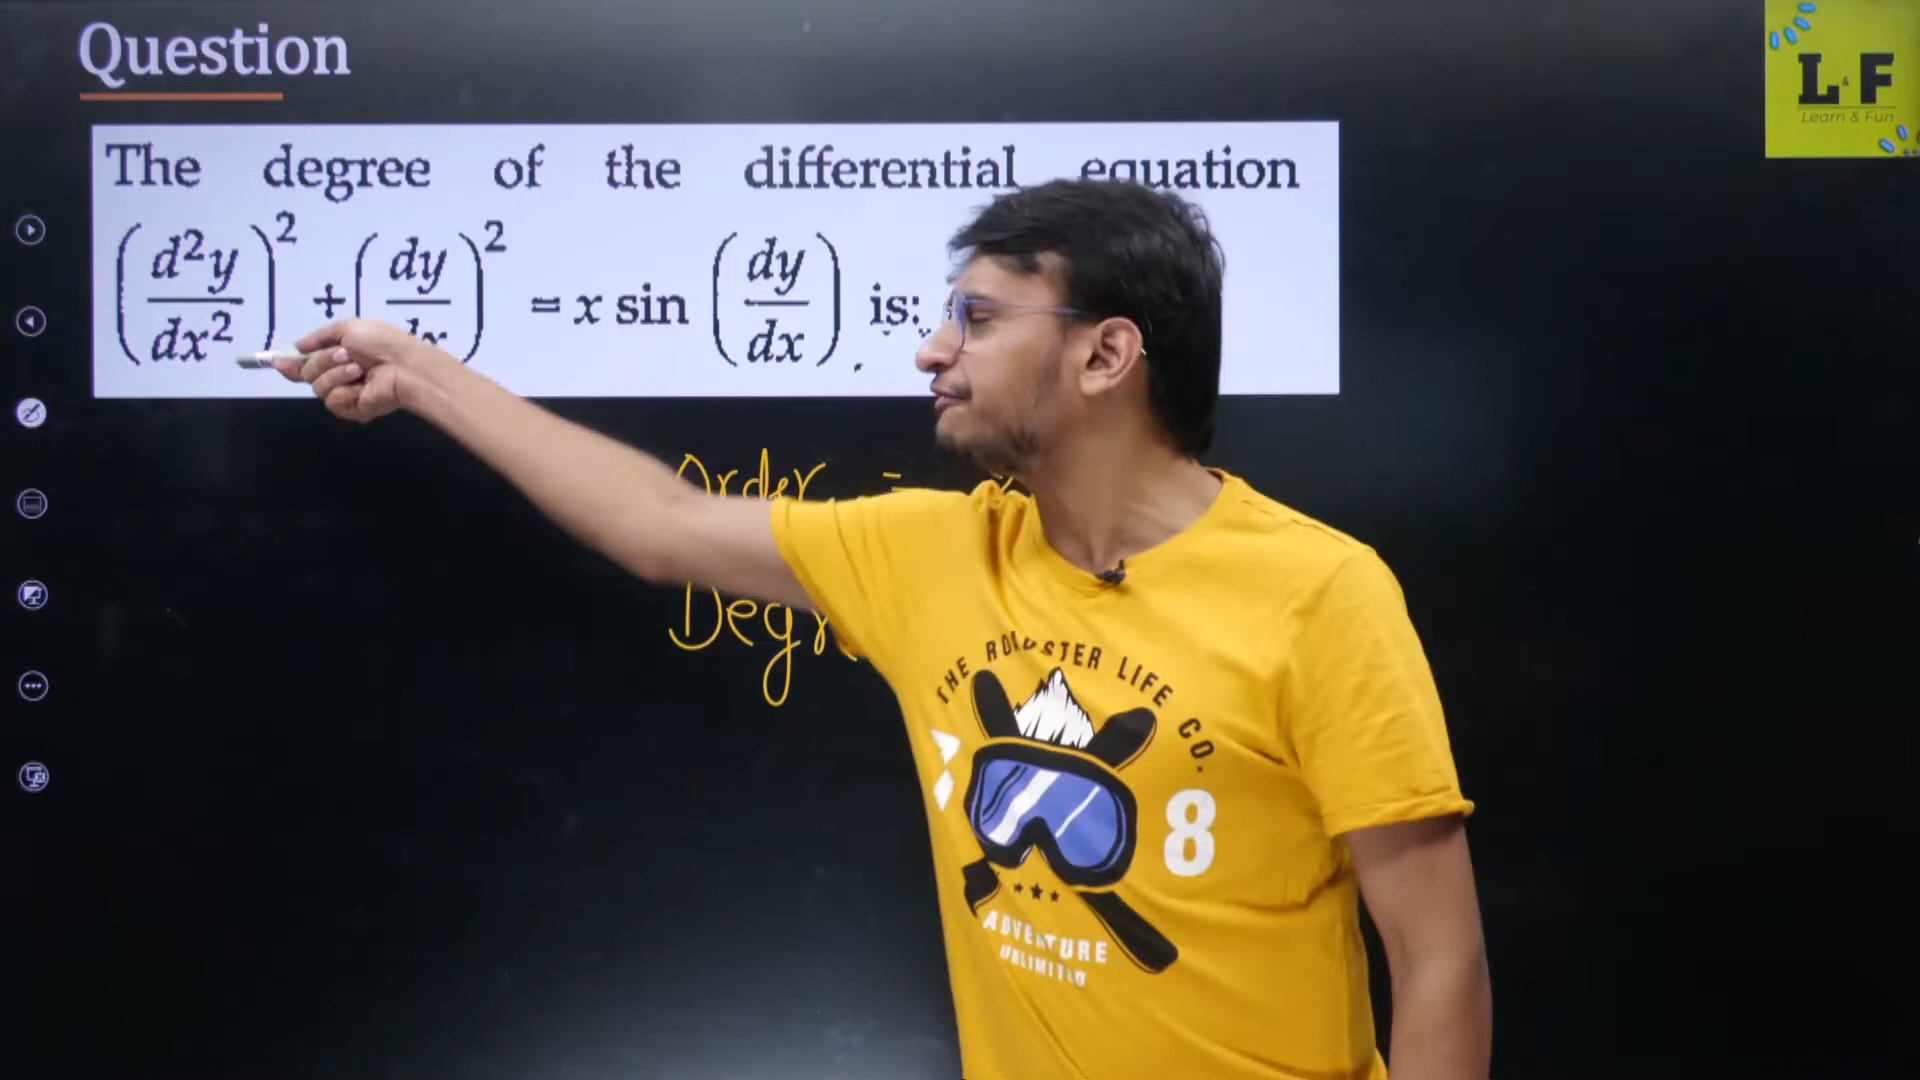 Question
L & F
Learn & Fun
The degree of the differential equation
(d²y/dx²)² + (dy/dx)² = x sin (dy/dx) is:
Order =
Degr
THE ROADSTER LIFE CO.
8
ADVENTURE
UNLIMITED